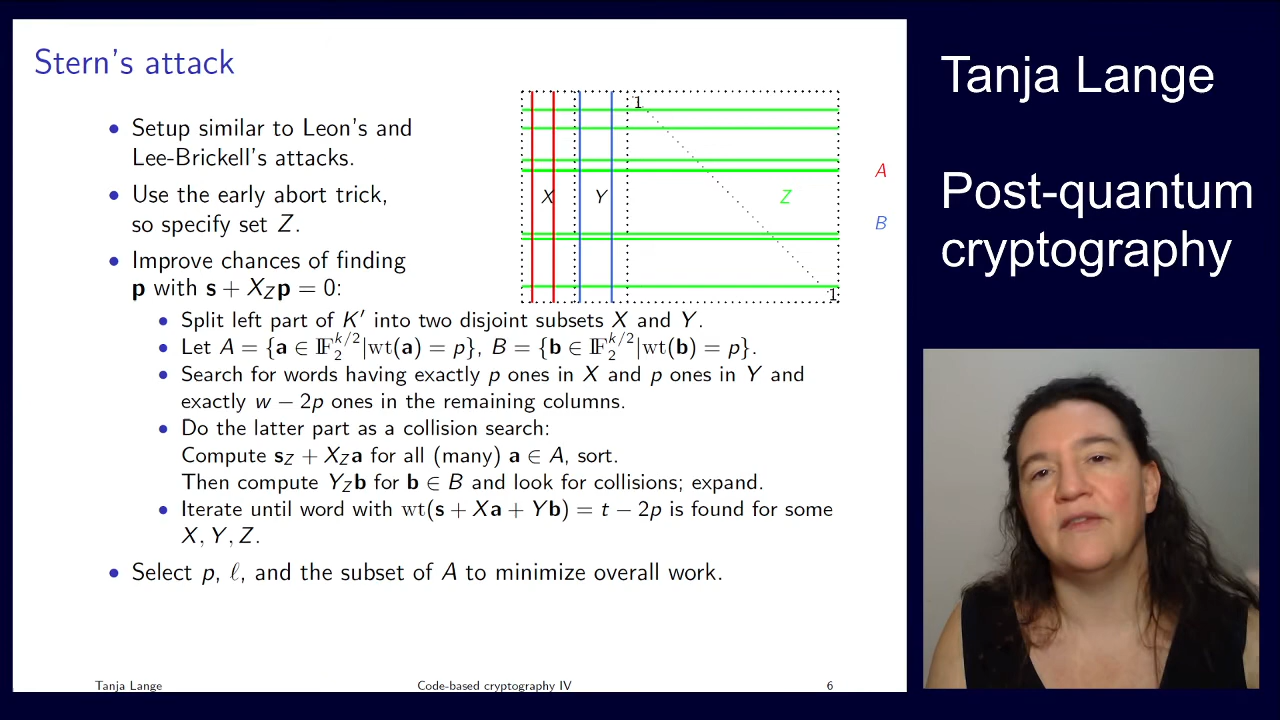 Stern's attack
• Setup similar to Leon's and
Lee-Brickell's attacks.
• Use the early abort trick,
so specify set Z.
• Improve chances of finding
p with s + X_Z p = 0:
• Split left part of K′ into two disjoint subsets X and Y.
• Let A = {a ∈ 𝔽₂^{k/2}|wt(a) = p}, B = {b ∈ 𝔽₂^{k/2}|wt(b) = p}.
• Search for words having exactly p ones in X and p ones in Y and
exactly w − 2p ones in the remaining columns.
• Do the latter part as a collision search:
Compute s_Z + X_Z a for all (many) a ∈ A, sort.
Then compute Y_Z b for b ∈ B and look for collisions; expand.
• Iterate until word with wt(s + Xa + Yb) = t − 2p is found for some
X, Y, Z.
• Select p, ℓ, and the subset of A to minimize overall work.
1
X Y Z
1
A
B
Tanja Lange
Code-based cryptography IV
6
Tanja Lange
Post-quantum
cryptography